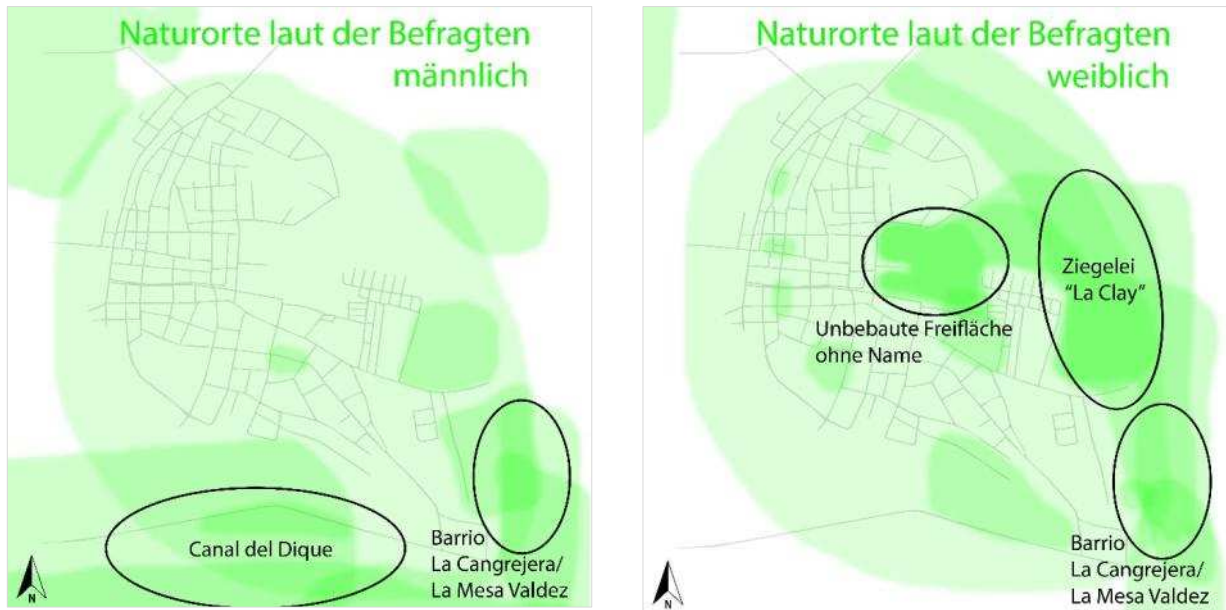 Naturorte laut der Befragten
männlich
Canal del Dique
Barrio
La Cangrejera/
La Mesa Valdez
N
Naturorte laut der Befragten
weiblich
Ziegelei
"La Clay"
Unbebaute Freifläche
ohne Name
Barrio
La Cangrejera/
La Mesa Valdez
N